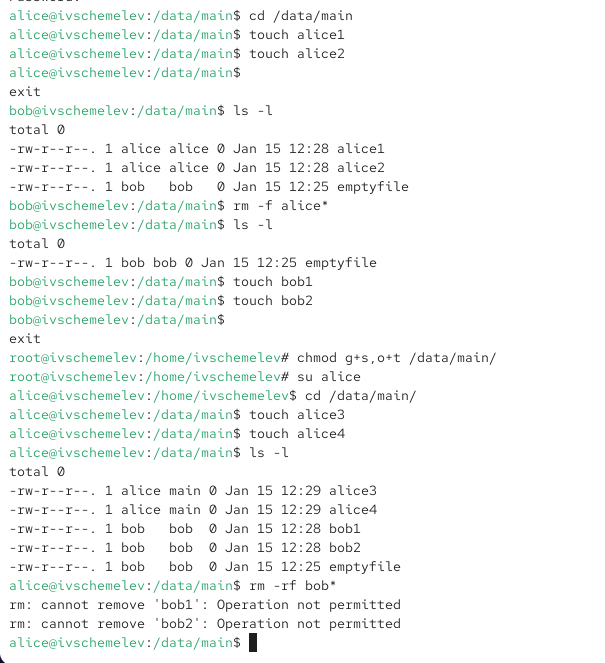 alice@ivschemelev:/data/main$ cd /data/main
alice@ivschemelev:/data/main$ touch alice1
alice@ivschemelev:/data/main$ touch alice2
alice@ivschemelev:/data/main$
exit
bob@ivschemelev:/data/main$ ls -l
total 0
-rw-r--r--. 1 alice alice 0 Jan 15 12:28 alice1
-rw-r--r--. 1 alice alice 0 Jan 15 12:28 alice2
-rw-r--r--. 1 bob   bob   0 Jan 15 12:25 emptyfile
bob@ivschemelev:/data/main$ rm -f alice*
bob@ivschemelev:/data/main$ ls -l
total 0
-rw-r--r--. 1 bob bob 0 Jan 15 12:25 emptyfile
bob@ivschemelev:/data/main$ touch bob1
bob@ivschemelev:/data/main$ touch bob2
bob@ivschemelev:/data/main$
exit
root@ivschemelev:/home/ivschemelev# chmod g+s,o+t /data/main/
root@ivschemelev:/home/ivschemelev# su alice
alice@ivschemelev:/home/ivschemelev$ cd /data/main/
alice@ivschemelev:/data/main$ touch alice3
alice@ivschemelev:/data/main$ touch alice4
alice@ivschemelev:/data/main$ ls -l
total 0
-rw-r--r--. 1 alice main 0 Jan 15 12:29 alice3
-rw-r--r--. 1 alice main 0 Jan 15 12:29 alice4
-rw-r--r--. 1 bob   bob  0 Jan 15 12:28 bob1
-rw-r--r--. 1 bob   bob  0 Jan 15 12:28 bob2
-rw-r--r--. 1 bob   bob  0 Jan 15 12:25 emptyfile
alice@ivschemelev:/data/main$ rm -rf bob*
rm: cannot remove 'bob1': Operation not permitted
rm: cannot remove 'bob2': Operation not permitted
alice@ivschemelev:/data/main$